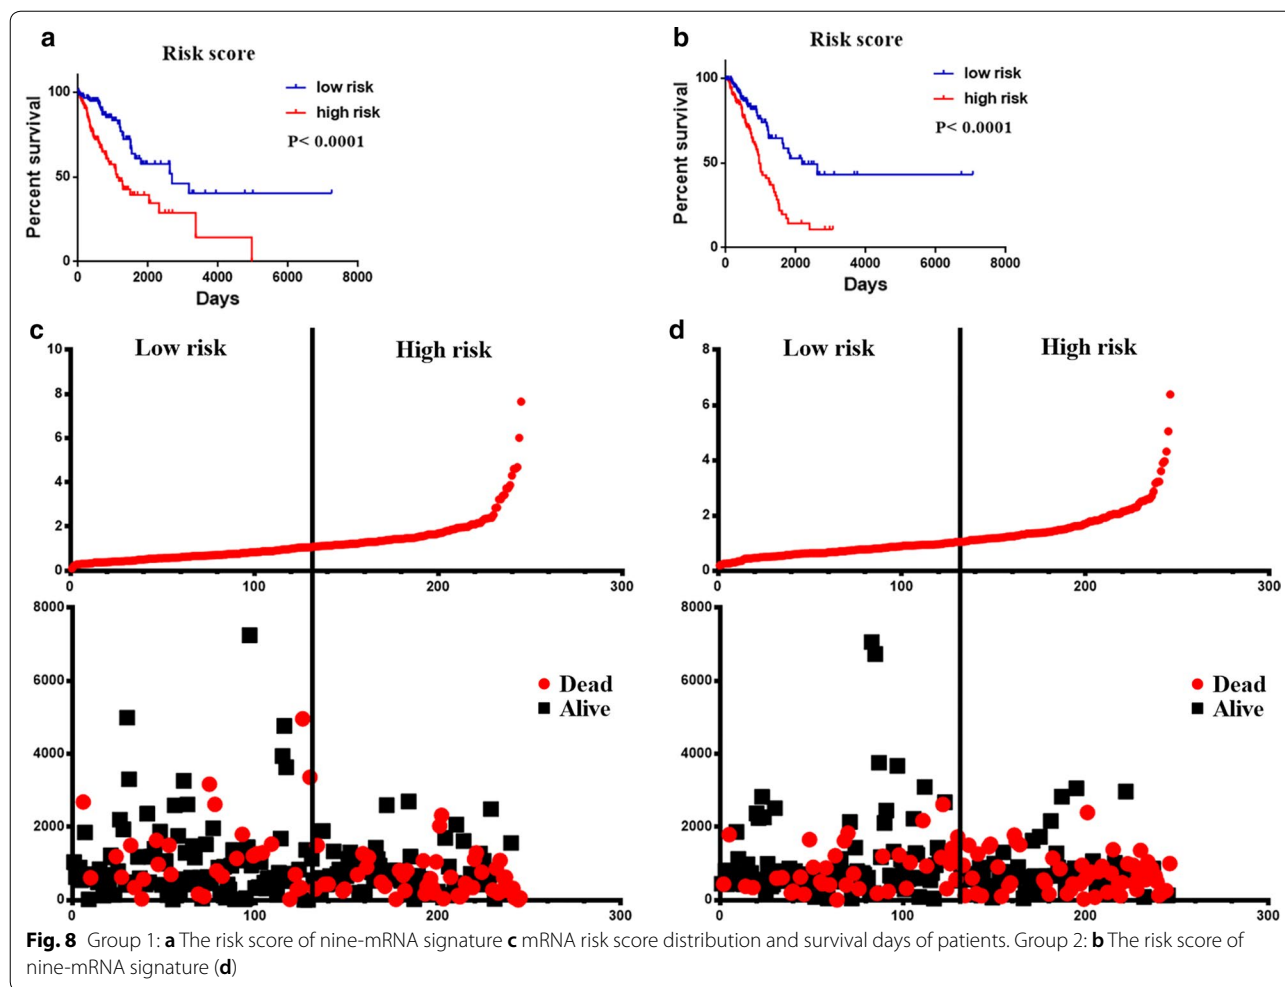 a
Risk score
100
50
0
Percent survival
low risk
high risk
P< 0.0001
0 2000 4000 6000 8000
Days
b
Risk score
100
50
0
Percent survival
low risk
high risk
P< 0.0001
0 2000 4000 6000 8000
Days
c
Low risk High risk
10
8
6
4
2
0
0 100 200 300
8000
6000
4000
2000
0
Dead
Alive
0 100 200 300
d
Low risk High risk
8
6
4
2
0
0 100 200 300
8000
6000
4000
2000
0
Dead
Alive
0 100 200 300
Fig. 8 Group 1: a The risk score of nine-mRNA signature c mRNA risk score distribution and survival days of patients. Group 2: b The risk score of
nine-mRNA signature (d)